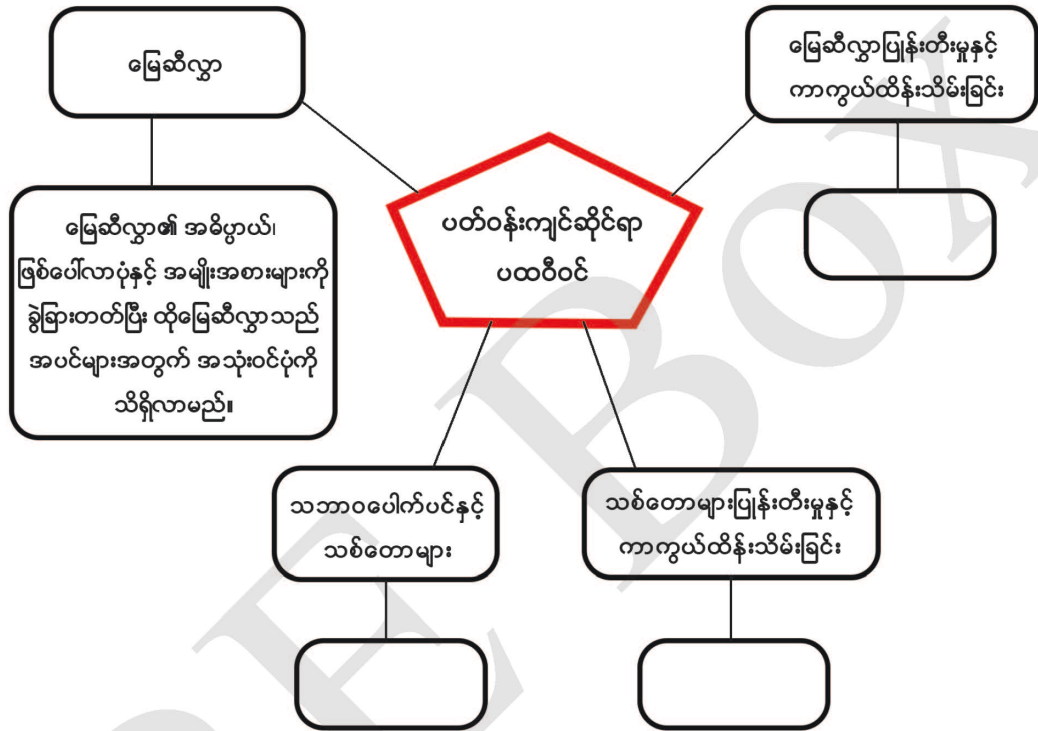 မြေဆီလွှာ
မြေဆီလွှာပြုန်းတီးမှုနှင့်
ကာကွယ်ထိန်းသိမ်းခြင်း
ပတ်ဝန်းကျင်ဆိုင်ရာ
ပထဝီဝင်
မြေဆီလွှာ၏ အဓိပ္ပာယ်၊
ဖြစ်ပေါ်လာပုံနှင့် အမျိုးအစားများကို
ခွဲခြားတတ်ပြီး ထိုမြေဆီလွှာသည်
အပင်များအတွက် အသုံးဝင်ပုံကို
သိရှိလာမည်။
သဘာဝပေါက်ပင်နှင့်
သစ်တောများ
သစ်တောများပြုန်းတီးမှုနှင့်
ကာကွယ်ထိန်းသိမ်းခြင်း